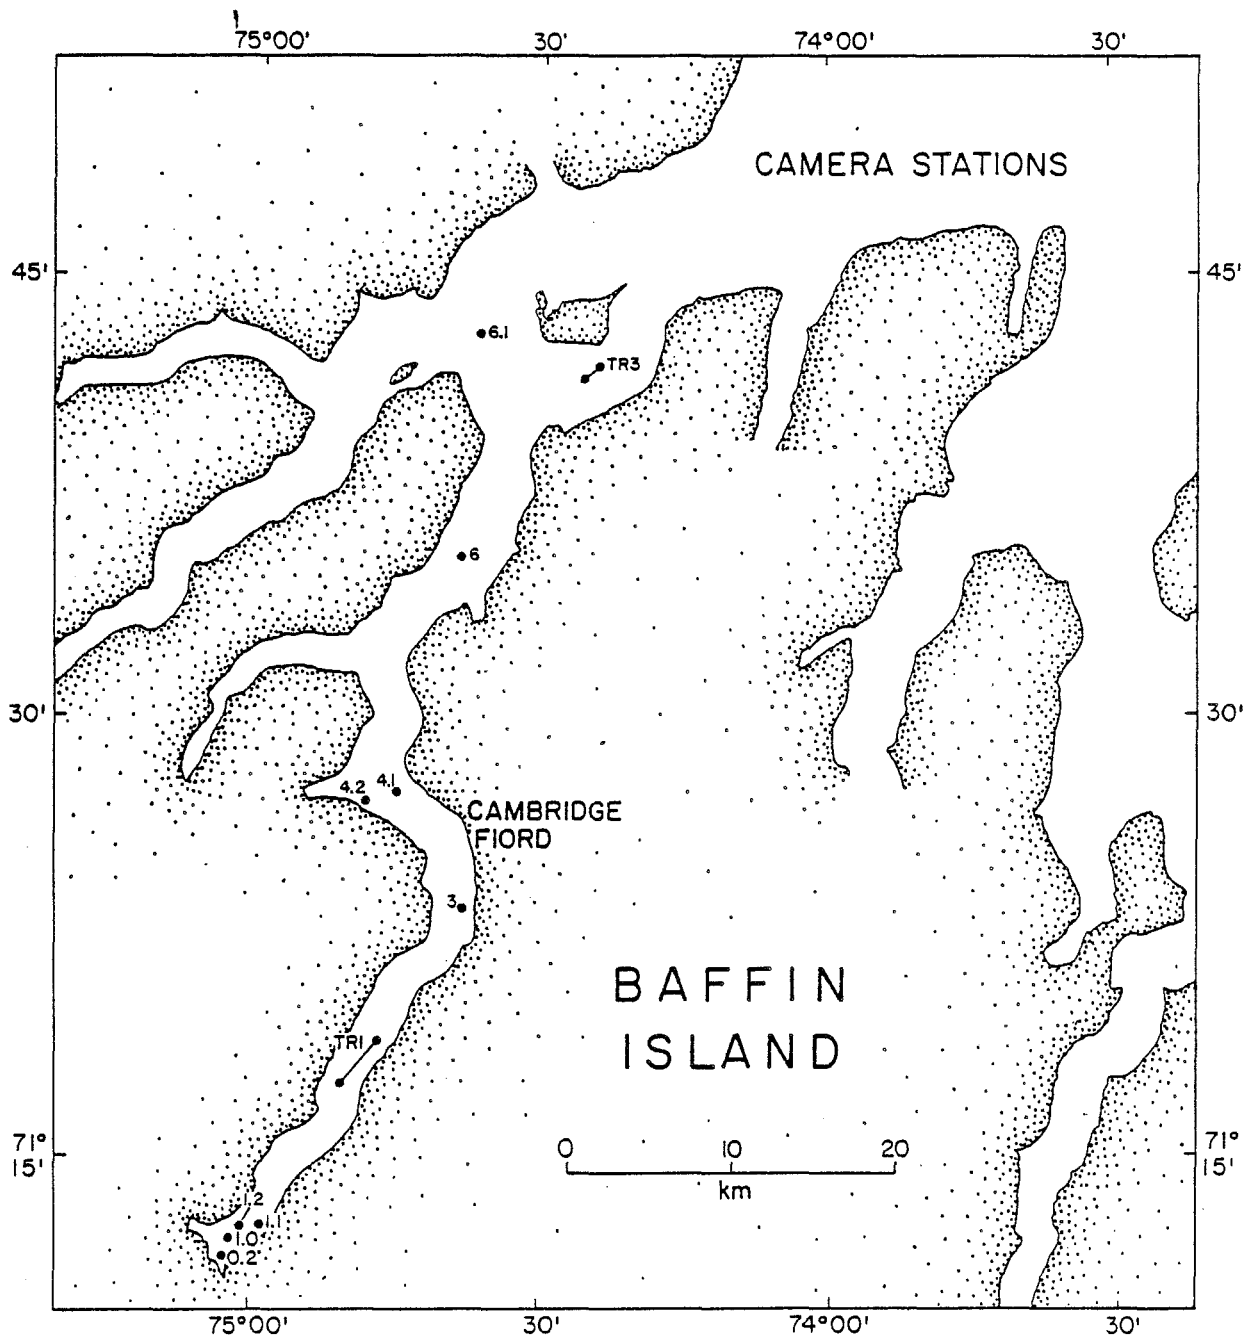 75°00' 30' 74°00' 30'
CAMERA STATIONS
45' 45'
6.1
TR3
6
30' 30'
4.2 4.1
CAMBRIDGE
FIORD
3
BAFFIN
ISLAND
TR1
71° 71°
15' 15'
0 10 20
km
1.2
1.1
1.0
0.2
75°00' 30' 74°00' 30'